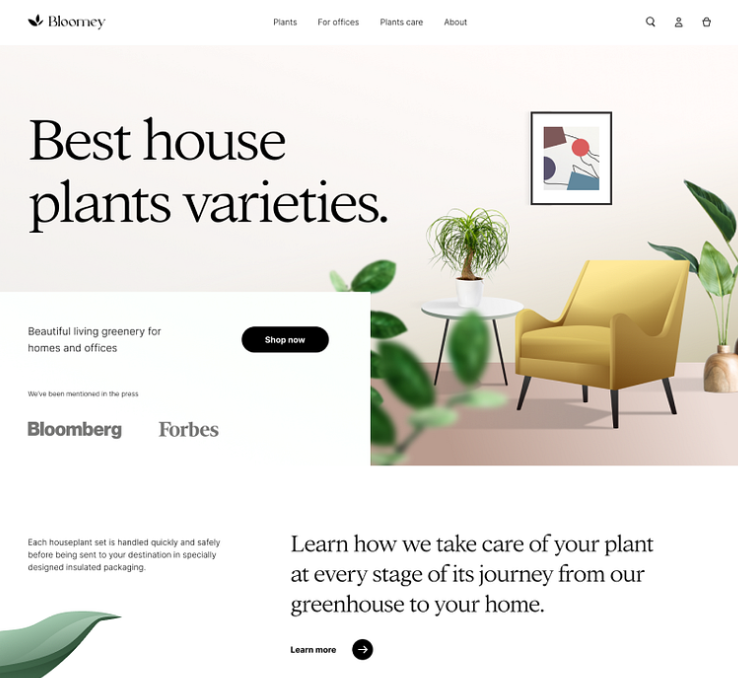 Bloomey
Plants For offices Plants care About
Best house
plants varieties.
Beautiful living greenery for
homes and offices
Shop now
We've been mentioned in the press
Bloomberg Forbes
Each houseplant set is handled quickly and safely
before being sent to your destination in specially
designed insulated packaging.
Learn how we take care of your plant
at every stage of its journey from our
greenhouse to your home.
Learn more